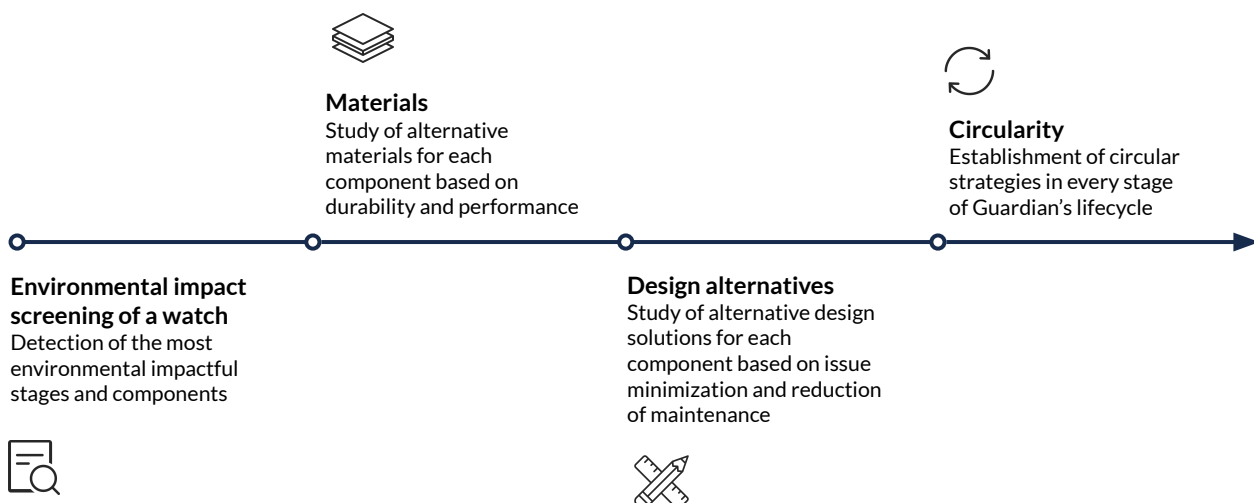 Materials
Study of alternative
materials for each
component based on
durability and performance
Circularity
Establishment of circular
strategies in every stage
of Guardian's lifecycle
Environmental impact
screening of a watch
Detection of the most
environmental impactful
stages and components
Design alternatives
Study of alternative design
solutions for each
component based on issue
minimization and reduction
of maintenance